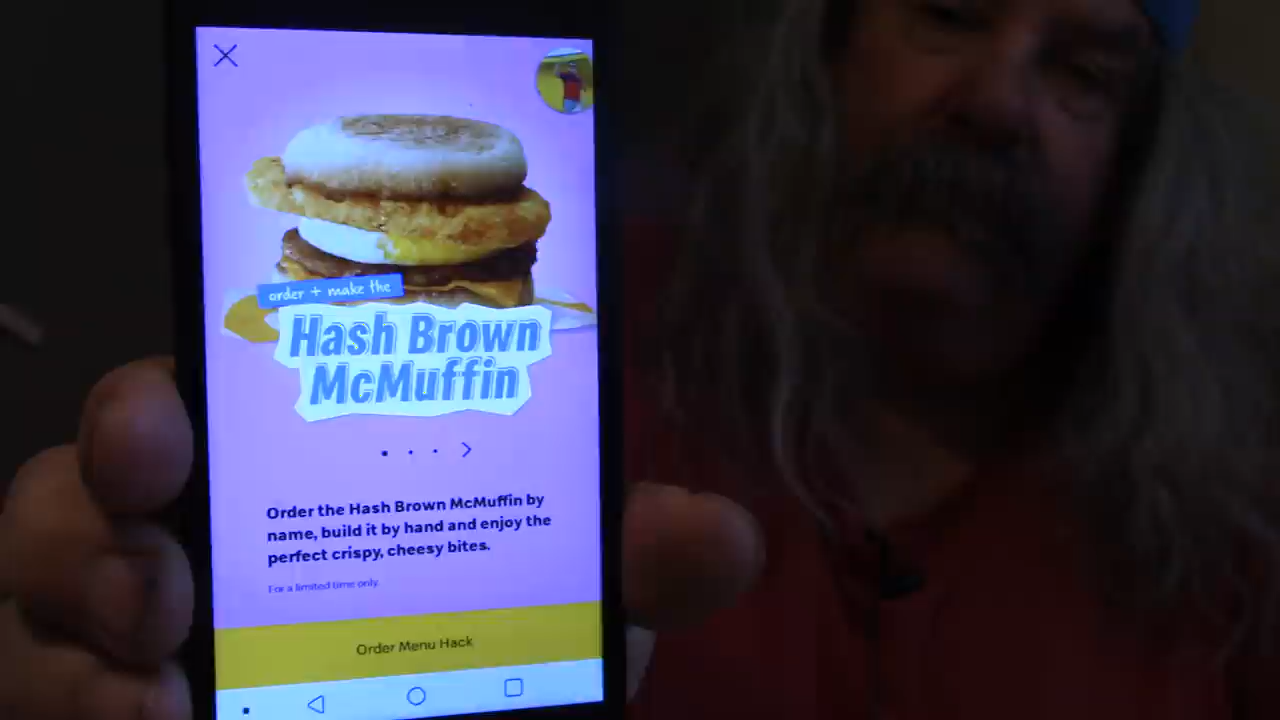 order + make the
Hash Brown
McMuffin
Order the Hash Brown McMuffin by
name, build it by hand and enjoy the
perfect crispy, cheesy bites.
For a limited time only.
Order Menu Hack